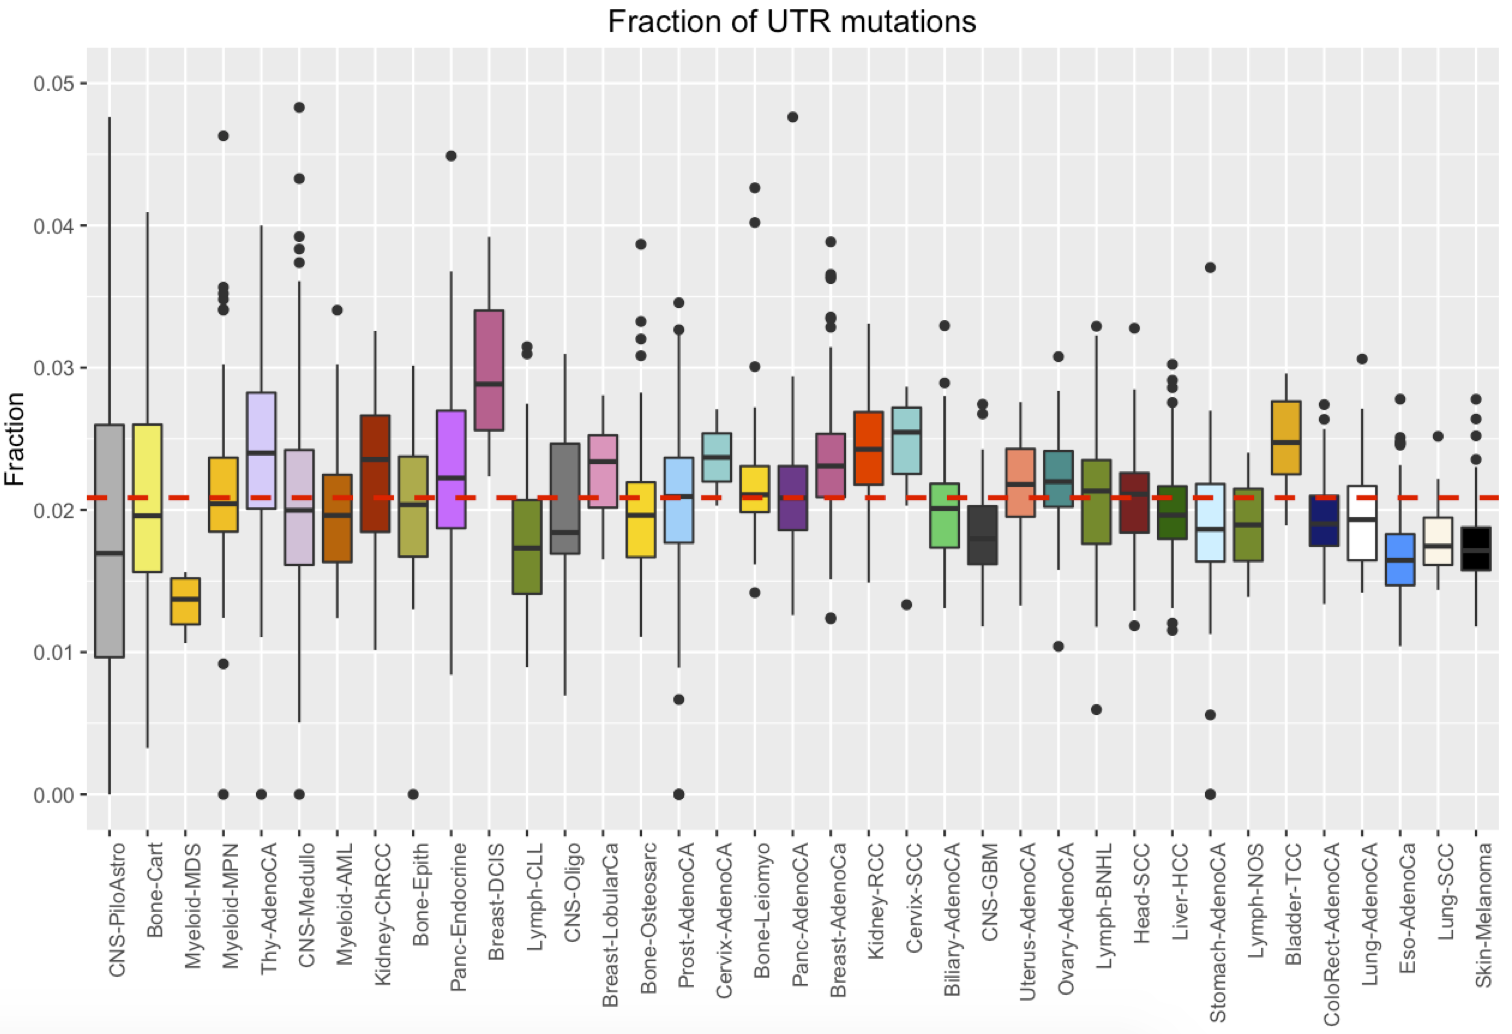 Fraction of UTR mutations
Fraction
0.05
0.04
0.03
0.02
0.01
0.00
CNS-PiloAstro
Bone-Cart
Myeloid-MDS
Myeloid-MPN
Thy-AdenoCA
CNS-Medullo
Myeloid-AML
Kidney-ChRCC
Bone-Epith
Panc-Endocrine
Breast-DCIS
Lymph-CLL
CNS-Oligo
Breast-LobularCa
Bone-Osteosarc
Prost-AdenoCA
Cervix-AdenoCA
Bone-Leiomyo
Panc-AdenoCA
Breast-AdenoCa
Kidney-RCC
Cervix-SCC
Biliary-AdenoCA
CNS-GBM
Uterus-AdenoCA
Ovary-AdenoCA
Lymph-BNHL
Head-SCC
Liver-HCC
Stomach-AdenoCA
Lymph-NOS
Bladder-TCC
ColoRect-AdenoCA
Lung-AdenoCA
Eso-AdenoCa
Lung-SCC
Skin-Melanoma